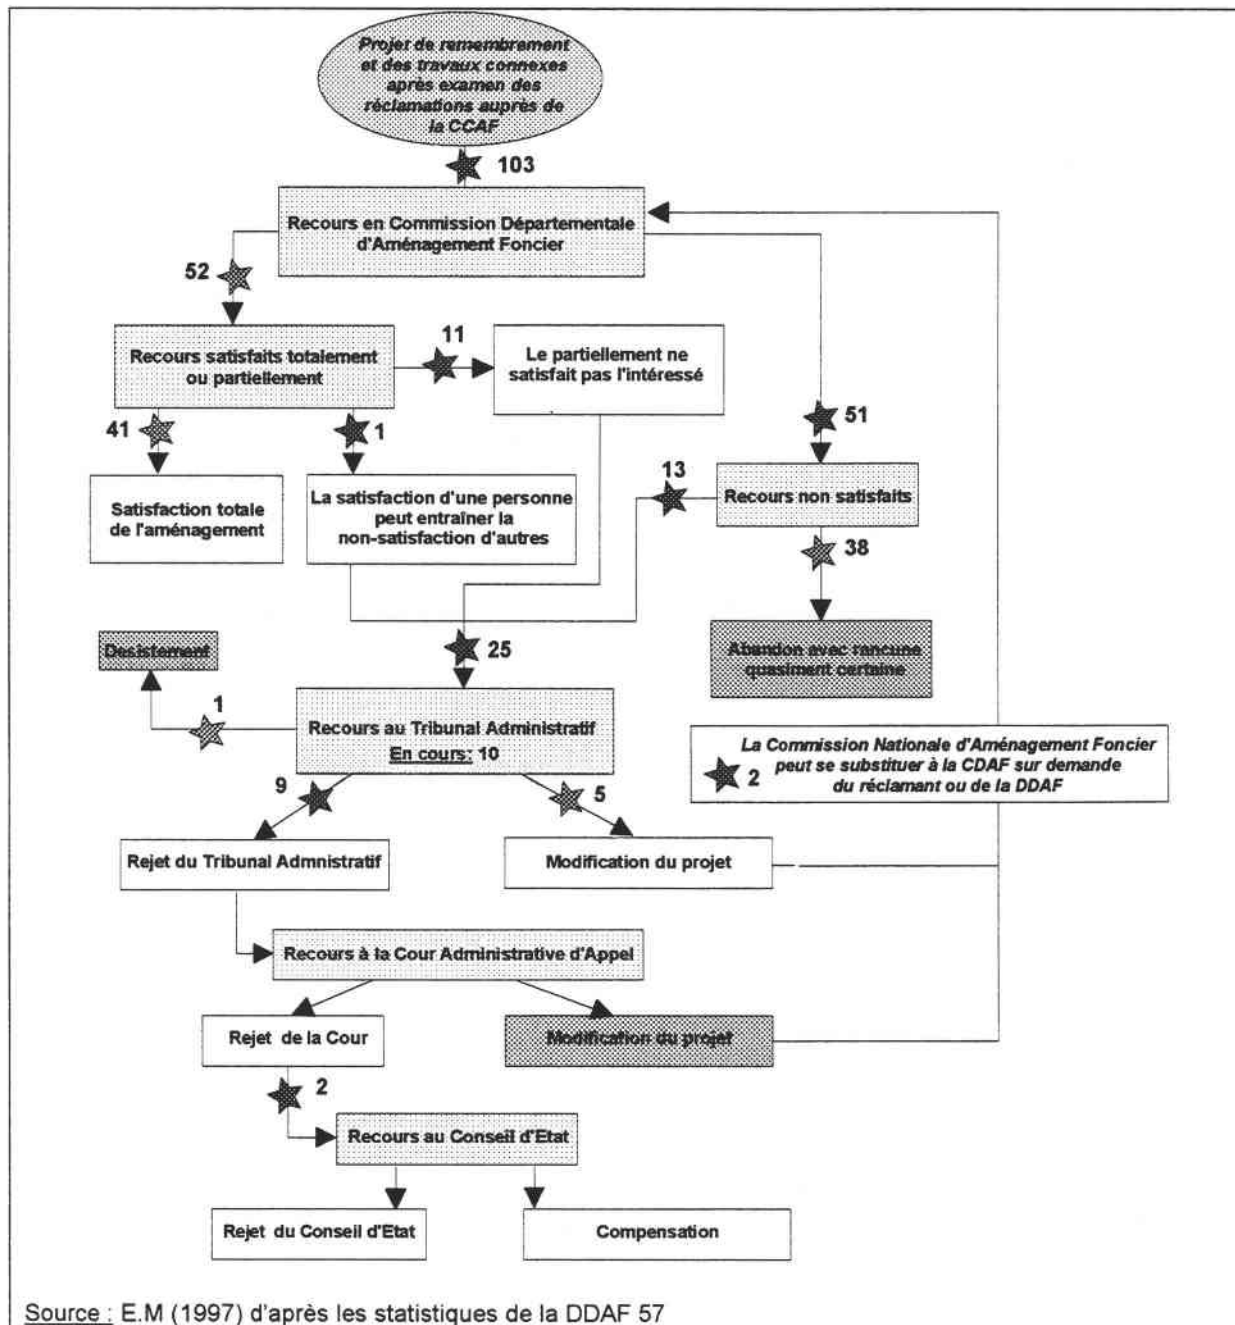 Projet de remembrement
et des travaux connexes
après examen des
réclamations auprès de
la CCAF
103
Recours en Commission Départementale
d'Aménagement Foncier
52
Recours satisfaits totalement
ou partiellement
11
Le partiellement ne
satisfait pas l'intéressé
51
41
1
13
Recours non satisfaits
Satisfaction totale
de l'aménagement
La satisfaction d'une personne
peut entraîner la
non-satisfaction d'autres
38
Abandon avec rancune
quasiment certaine
25
Desistement
1
Recours au Tribunal Administratif
En cours: 10
La Commission Nationale d'Aménagement Foncier
peut se substituer à la CDAF sur demande
du réclamant ou de la DDAF
2
9
5
Rejet du Tribunal Admnistratif
Modification du projet
Recours à la Cour Administrative d'Appel
Rejet de la Cour
Modification du projet
2
Recours au Conseil d'Etat
Rejet du Conseil d'Etat
Compensation
Source : E.M (1997) d'après les statistiques de la DDAF 57